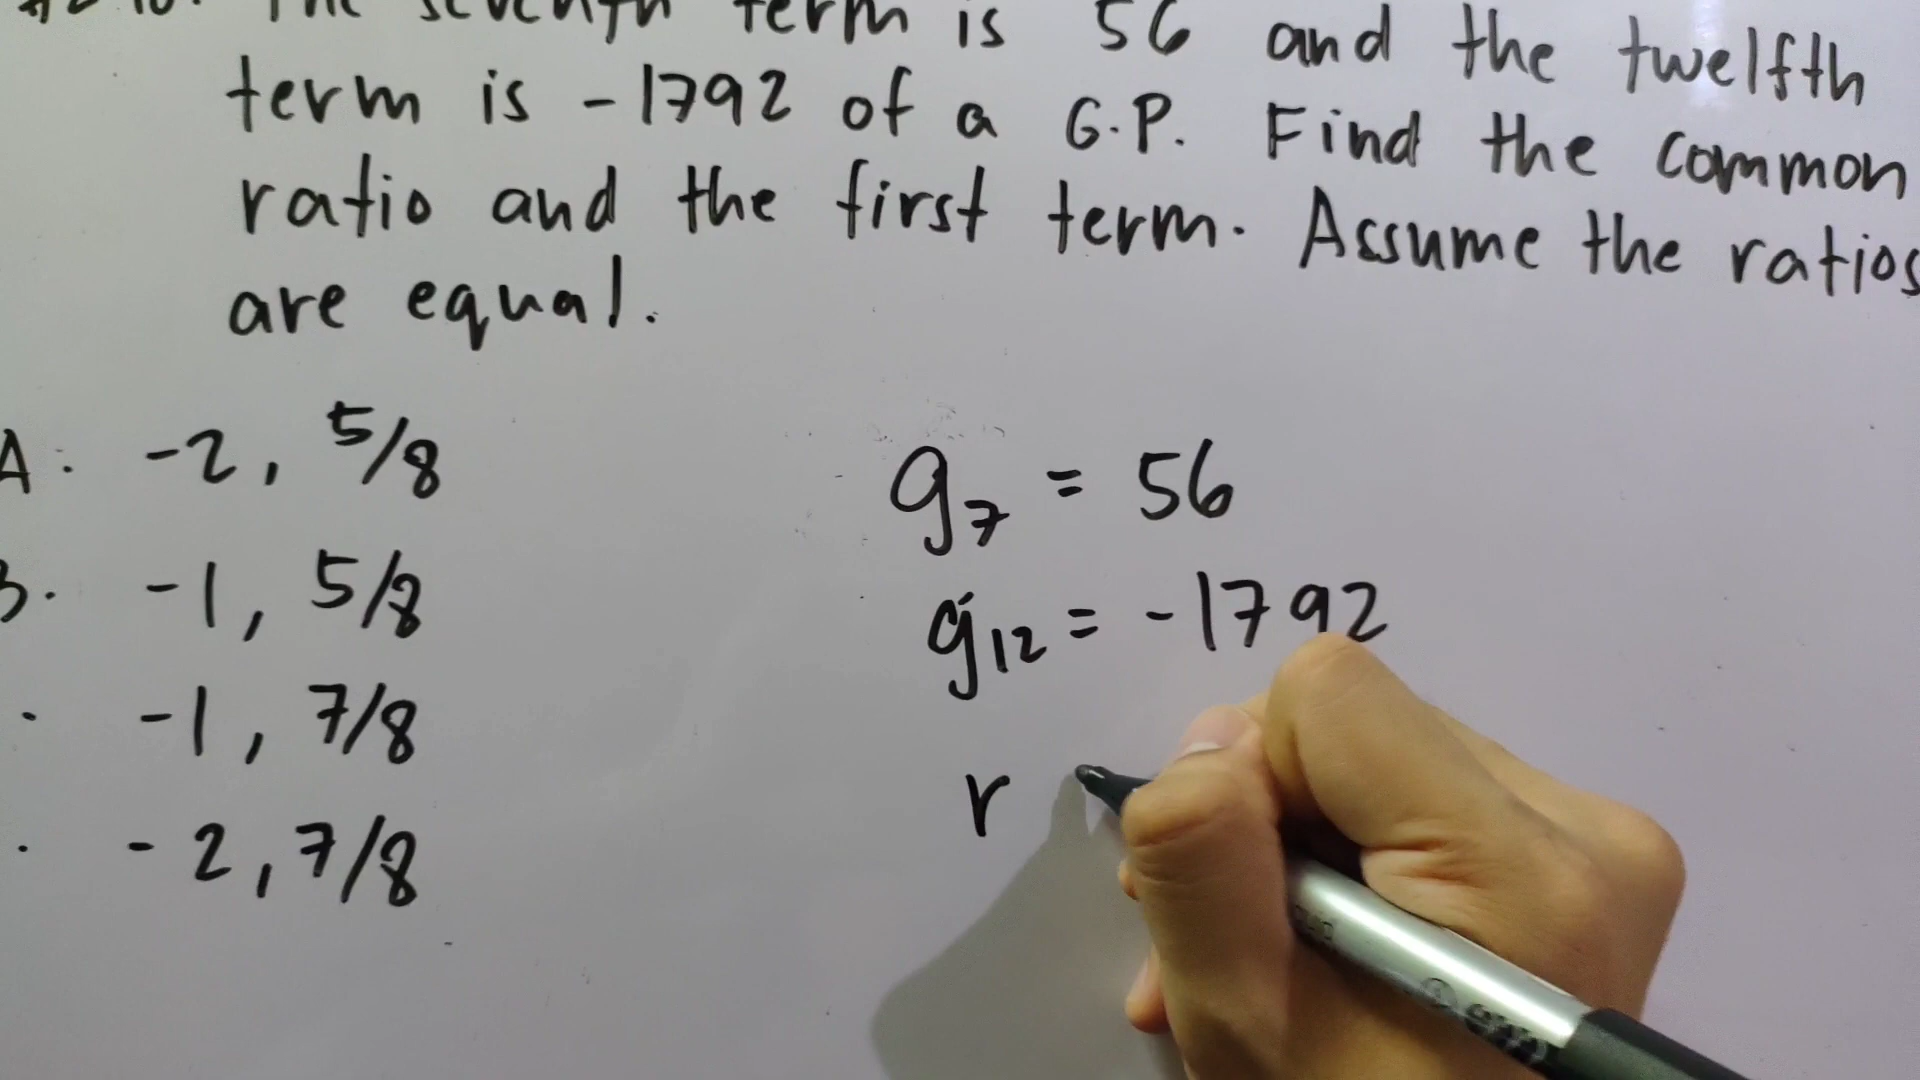 The seventh term is 56 and the twelfth
term is -1792 of a G.P. Find the common
ratio and the first term. Assume the ratios
are equal.
A. -2, 5/8
B. -1, 5/8
. -1, 7/8
. -2, 7/8
g7 = 56
g12 = -1792
r